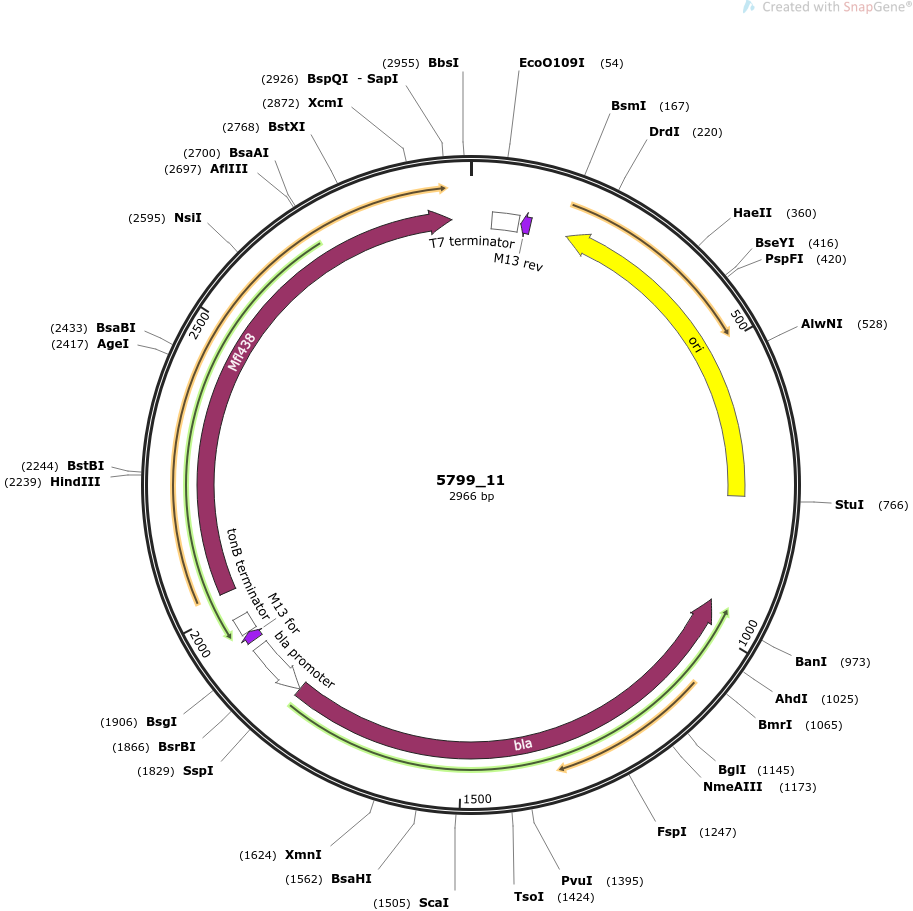 Created with SnapGene®
(2955) BbsI
EcoO109I (54)
(2926) BspQI - SapI
(2872) XcmI
BsmI (167)
(2768) BstXI
DrdI (220)
(2700) BsaAI
(2697) AflIII
HaeII (360)
(2595) NsiI
T7 terminator
M13 rev
BseYI (416)
PspFI (420)
500
2500
AlwNI (528)
(2433) BsaBI
(2417) AgeI
ori
Mfl438
(2244) BstBI
(2239) HindIII
5799_11
2966 bp
StuI (766)
tonB terminator
M13 for
bla promoter
2000
1000
BanI (973)
AhdI (1025)
(1906) BsgI
BmrI (1065)
(1866) BsrBI
bla
(1829) SspI
BglI (1145)
NmeAIII (1173)
1500
FspI (1247)
(1624) XmnI
(1562) BsaHI
PvuI (1395)
TsoI (1424)
(1505) ScaI